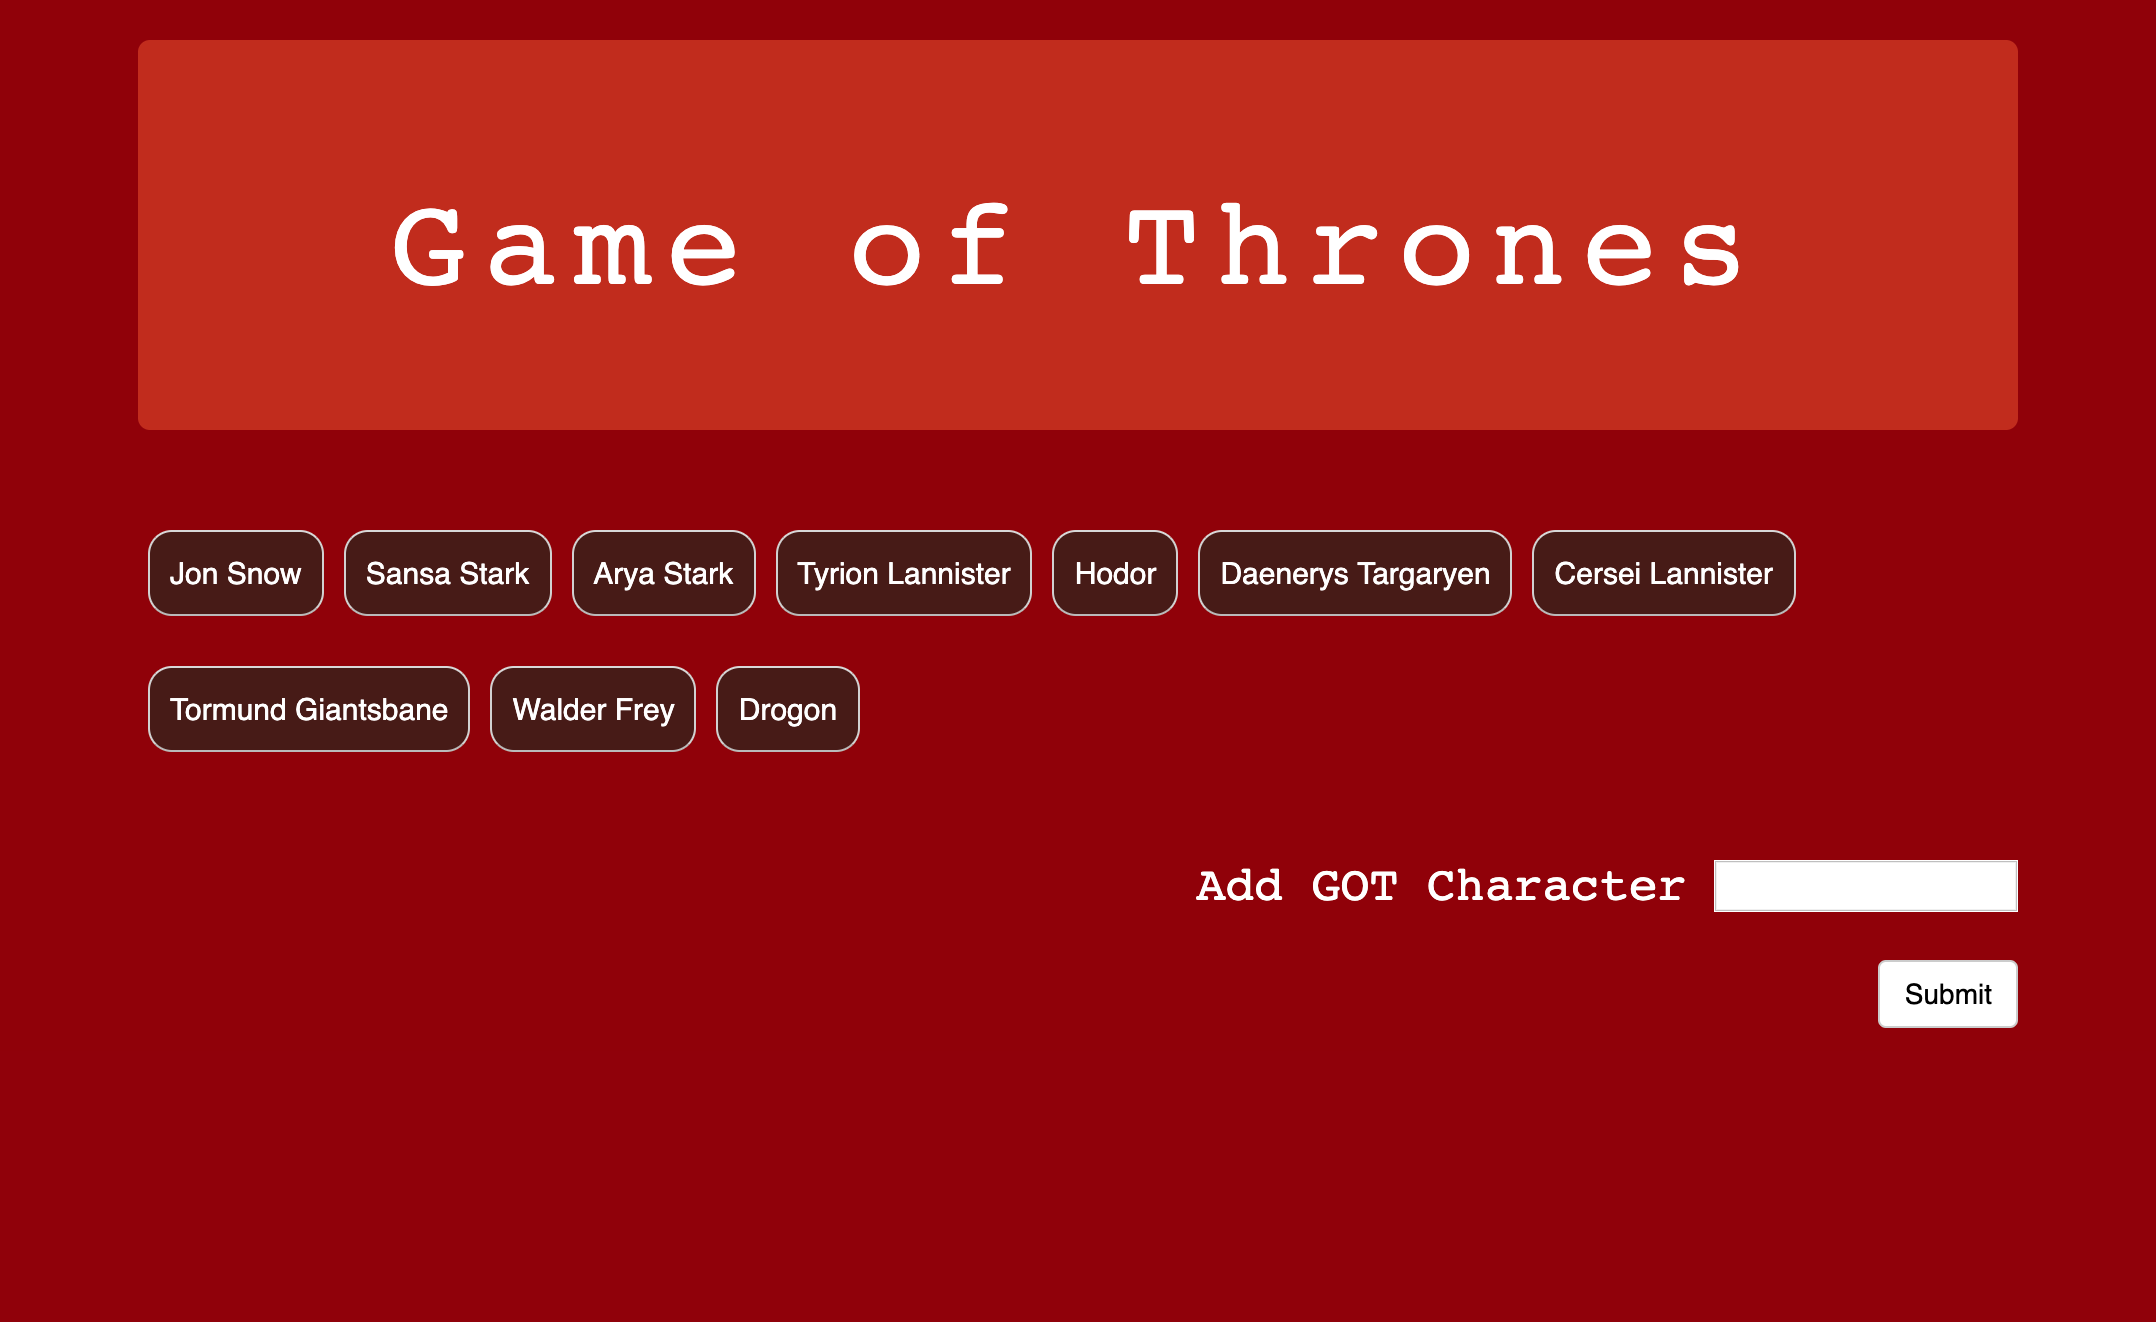 Game of Thrones
Jon Snow Sansa Stark Arya Stark Tyrion Lannister Hodor Daenerys Targaryen Cersei Lannister
Tormund Giantsbane Walder Frey Drogon
Add GOT Character
Submit